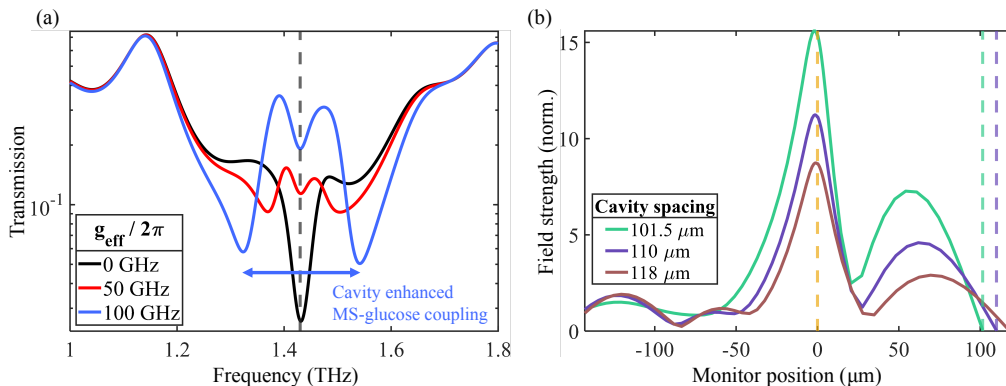 (a)
Transmission
10⁻¹
g_eff / 2π
0 GHz
50 GHz
100 GHz
Cavity enhanced
MS-glucose coupling
1
1.2
1.4
1.6
1.8
Frequency (THz)
(b)
Field strength (norm.)
15
10
5
0
Cavity spacing
101.5 μm
110 μm
118 μm
-100
-50
0
50
100
Monitor position (μm)